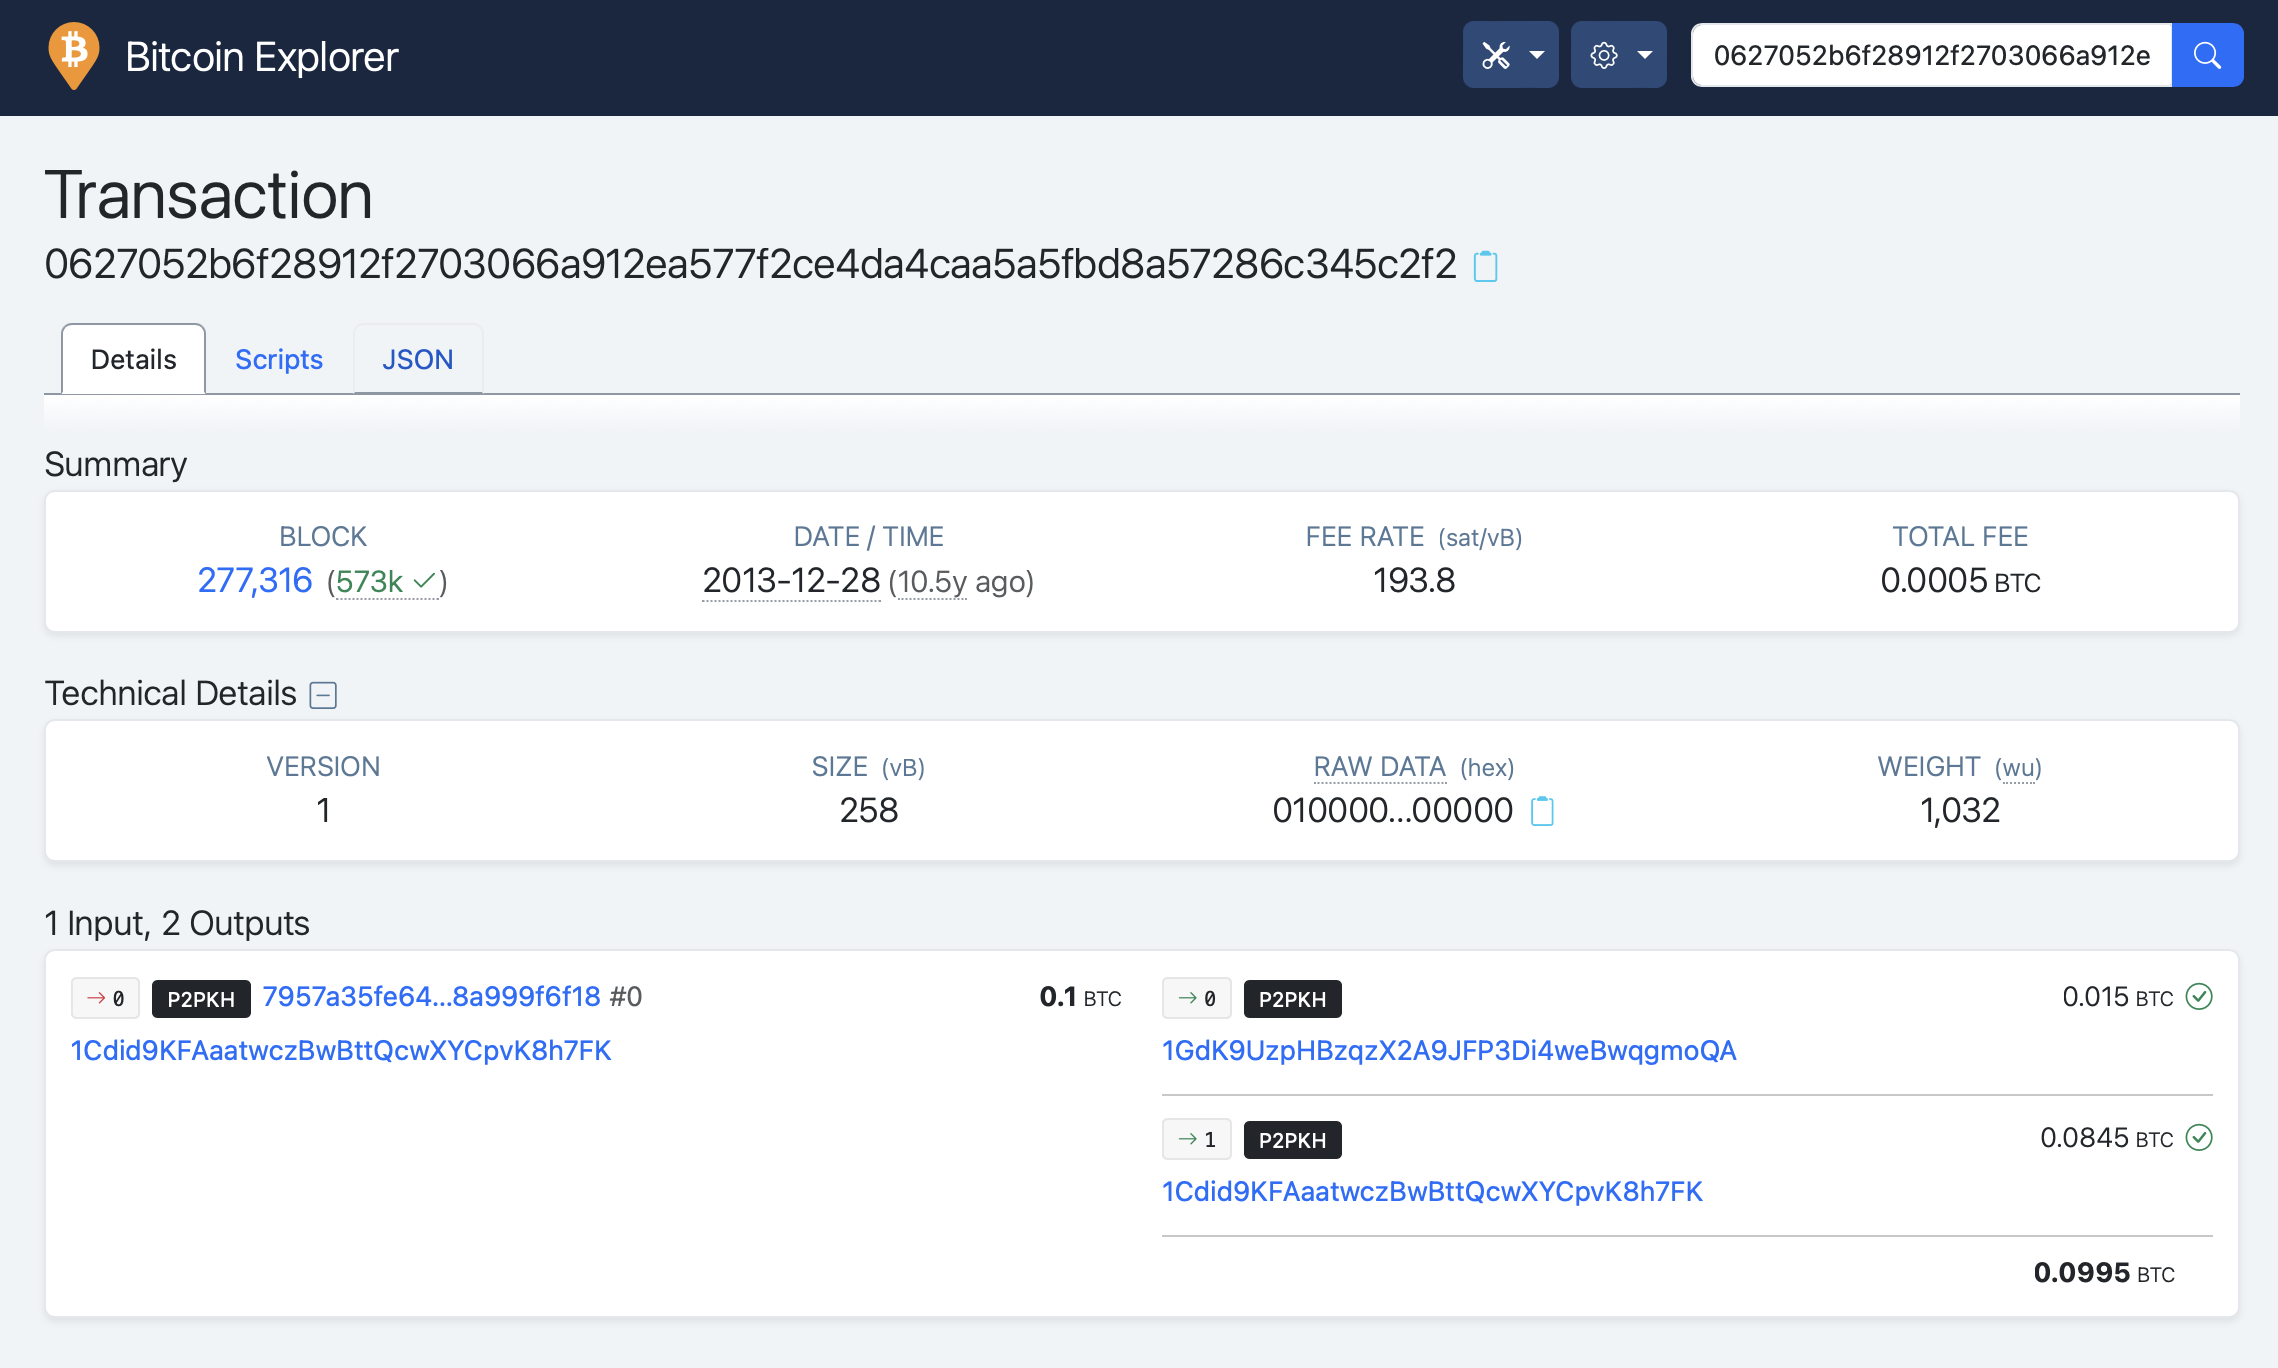 Bitcoin Explorer
0627052b6f28912f2703066a912e
Transaction
0627052b6f28912f2703066a912ea577f2ce4da4caa5a5fbd8a57286c345c2f2
Details Scripts JSON
Summary
BLOCK DATE / TIME FEE RATE (sat/vB) TOTAL FEE
277,316 (573k ✓) 2013-12-28 (10.5y ago) 193.8 0.0005 BTC
Technical Details
VERSION SIZE (vB) RAW DATA (hex) WEIGHT (wu)
1 258 010000...00000 1,032
1 Input, 2 Outputs
→ 0 P2PKH 7957a35fe64...8a999f6f18 #0 0.1 BTC
1Cdid9KFAaatwczBwBttQcwXYCpvK8h7FK
→ 0 P2PKH 0.015 BTC
1GdK9UzpHBzqzX2A9JFP3Di4weBwqgmoQA
→ 1 P2PKH 0.0845 BTC
1Cdid9KFAaatwczBwBttQcwXYCpvK8h7FK
0.0995 BTC